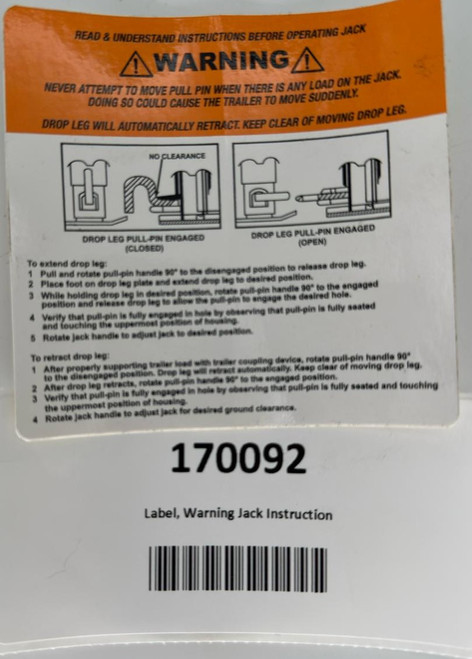 READ & UNDERSTAND INSTRUCTIONS BEFORE OPERATING JACK
WARNING
NEVER ATTEMPT TO MOVE PULL PIN WHEN THERE IS ANY LOAD ON THE JACK.
DOING SO COULD CAUSE THE TRAILER TO MOVE SUDDENLY.
DROP LEG WILL AUTOMATICALLY RETRACT. KEEP CLEAR OF MOVING DROP LEG.
NO CLEARANCE
DROP LEG PULL-PIN ENGAGED
(CLOSED)
DROP LEG PULL-PIN ENGAGED
(OPEN)
To extend drop leg:
1 Pull and rotate pull-pin handle 90° to the disengaged position to release drop leg.
2 Place foot on drop leg plate and extend drop leg to desired position.
3 While holding drop leg in desired position, rotate pull-pin handle 90° to the engaged
position and release drop leg to allow the pull-pin to engage the desired hole.
4 Verify that pull-pin is fully engaged in hole by observing that pull-pin is fully seated
and touching the uppermost position of housing.
5 Rotate jack handle to adjust jack to desired position.
To retract drop leg:
1 After properly supporting trailer load with trailer coupling device, rotate pull-pin handle 90°
to the disengaged position. Drop leg will retract automatically. Keep clear of moving drop leg.
2 After drop leg retracts, rotate pull-pin handle 90° to the engaged position.
3 Verify that pull-pin is fully engaged in hole by observing that pull-pin is fully seated and touching
the uppermost position of housing.
4 Rotate jack handle to adjust jack for desired ground clearance.
170092
Label, Warning Jack Instruction